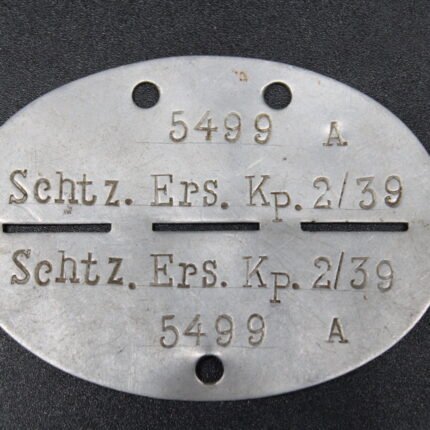 5499 A.
Schtz. Ers. Kp. 2/39
Schtz. Ers. Kp. 2/39
5499 A